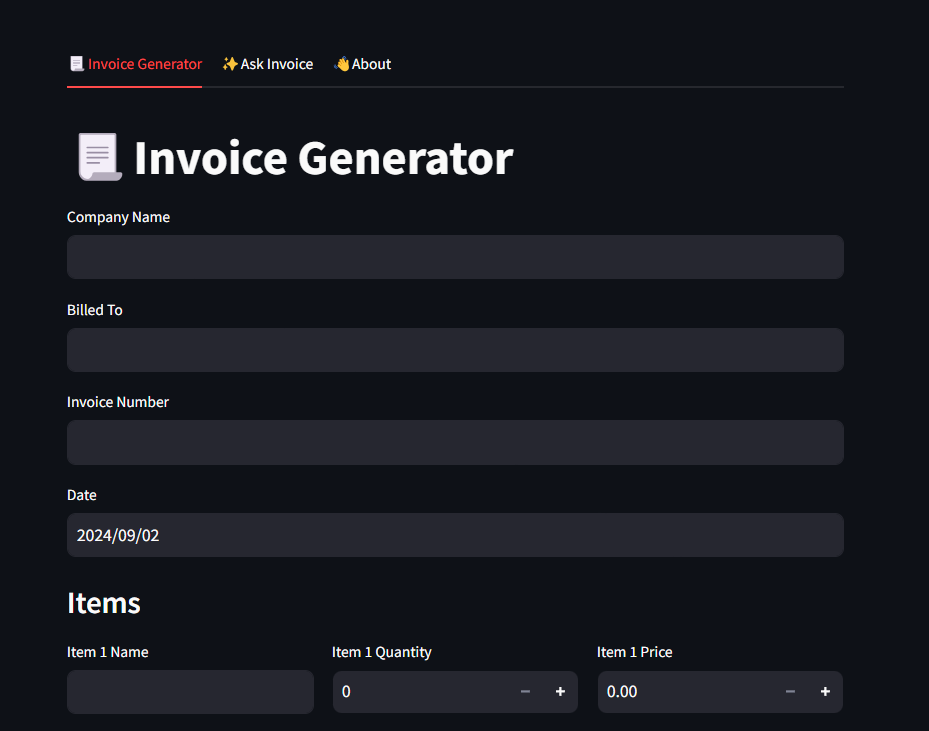 Invoice Generator Ask Invoice About
Invoice Generator
Company Name
Billed To
Invoice Number
Date
2024/09/02
Items
Item 1 Name Item 1 Quantity Item 1 Price
0 − + 0.00 − +